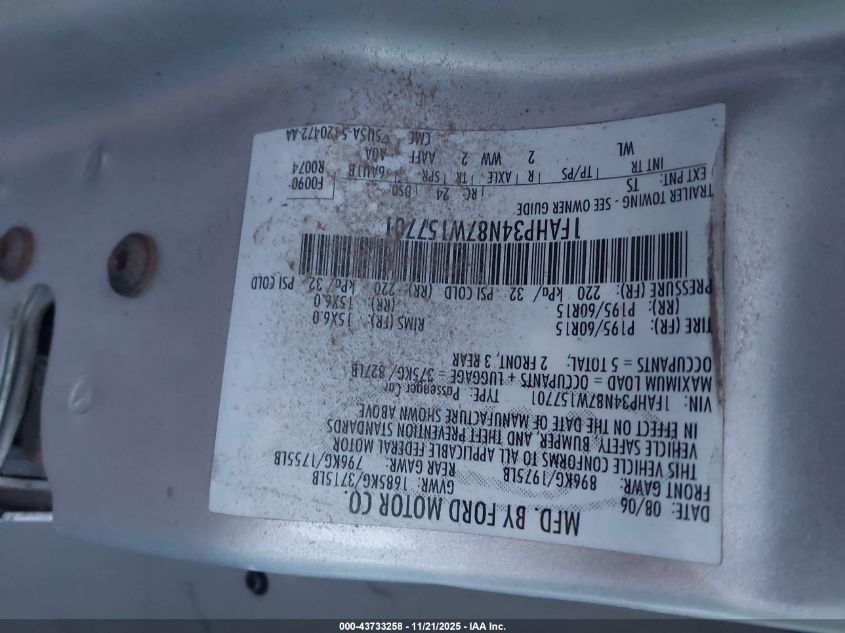 MFD. BY FORD MOTOR CO.
DATE: 08/06
GVWR: 1685KG/3715LB
FRONT GAWR: REAR GAWR:
896KG/1975LB 796KG/1755LB
THIS VEHICLE CONFORMS TO ALL APPLICABLE FEDERAL MOTOR
VEHICLE SAFETY, BUMPER, AND THEFT PREVENTION STANDARDS
IN EFFECT ON THE DATE OF MANUFACTURE SHOWN ABOVE
VIN: 1FAHP34N87W157701 TYPE: Passenger Car
MAXIMUM LOAD = OCCUPANTS + LUGGAGE = 375KG/ 827LB
OCCUPANTS = 5 TOTAL: 2 FRONT, 3 REAR
TIRE (FR): P195/60R15 RIMS (FR): 15X6.0
(RR): P195/60R15 (RR): 15X6.0
PRESSURE (FR): 220 kPa/ 32 PSI COLD (RR): 220 kPa/ 32 PSI COLD
1FAHP34N87W157701
TRAILER TOWING - SEE OWNER GUIDE
F0090-
R0074
EXT PNT: TS RC: 24 DSO:
INT TR TP/PS R AXLE TR SPR
WL 2 WW 2 AAFF AOA 6AU1B
CMC ▽5USA-5420472-AA
000-43733258 - 11/21/2025 - IAA Inc.